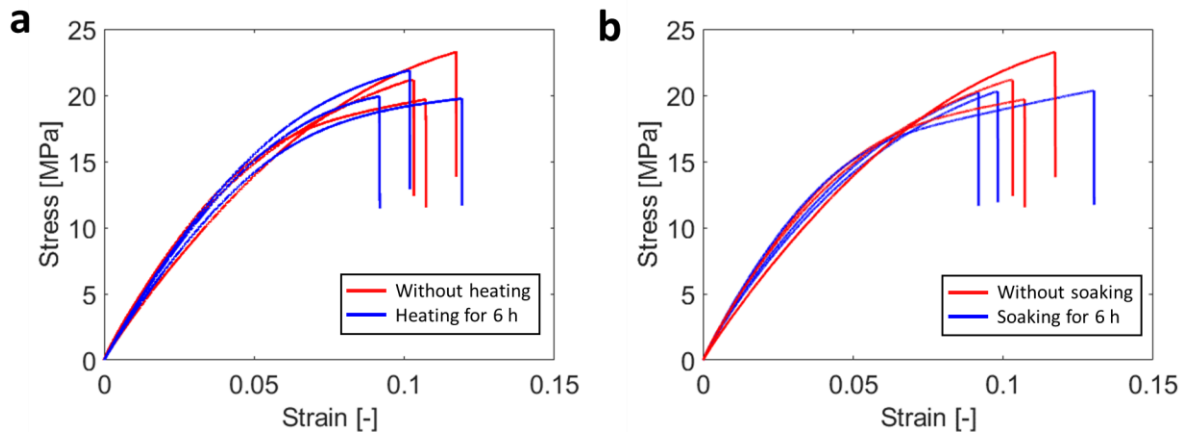 a
25
20
15
10
5
0
Stress [MPa]
0
0.05
0.1
0.15
Strain [-]
Without heating
Heating for 6 h
b
25
20
15
10
5
0
Stress [MPa]
0
0.05
0.1
0.15
Strain [-]
Without soaking
Soaking for 6 h